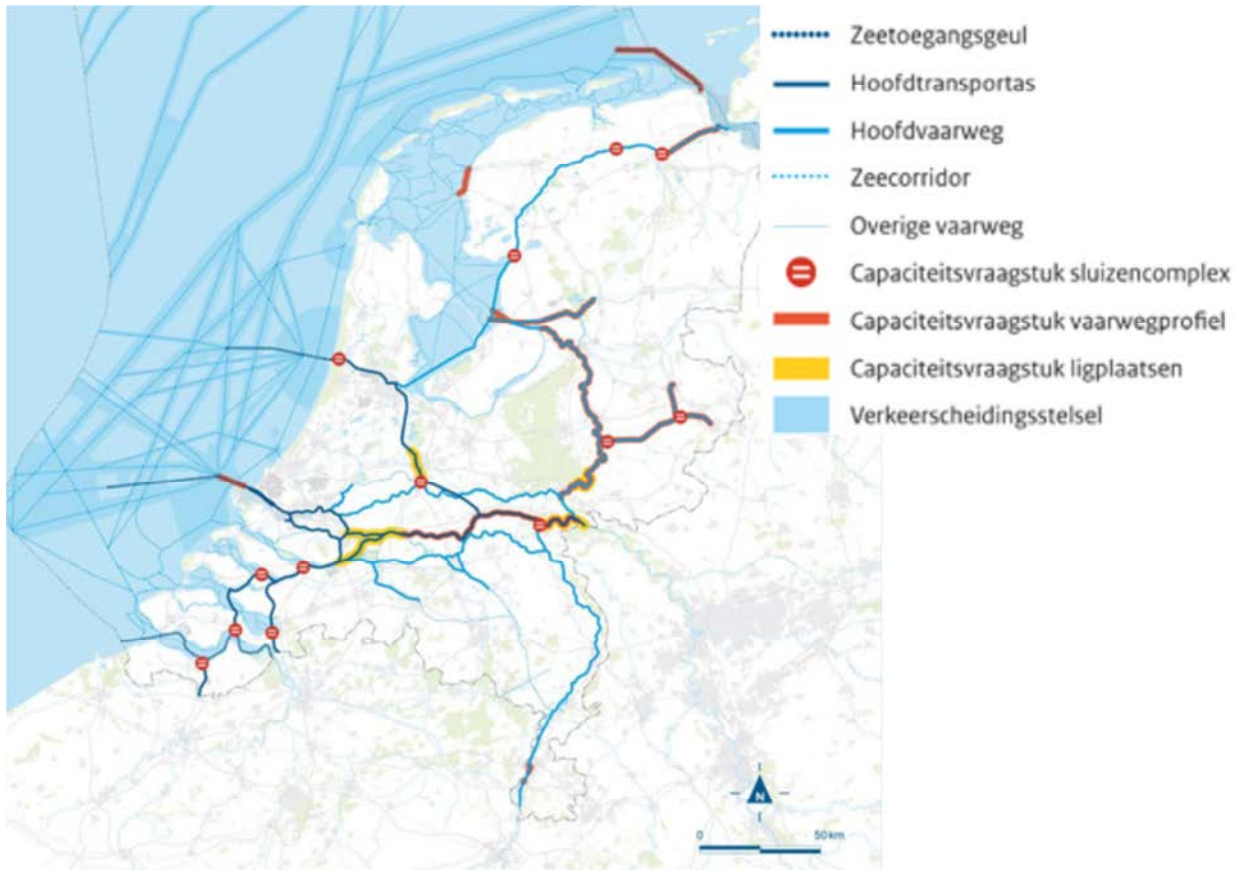 Zeetoegangsgeul
Hoofdtransportas
Hoofdvaarweg
Zeecorridor
Overige vaarweg
Capaciteitsvraagstuk sluizencomplex
Capaciteitsvraagstuk vaarwegprofiel
Capaciteitsvraagstuk ligplaatsen
Verkeerscheidingsstelsel
N
0 50 km